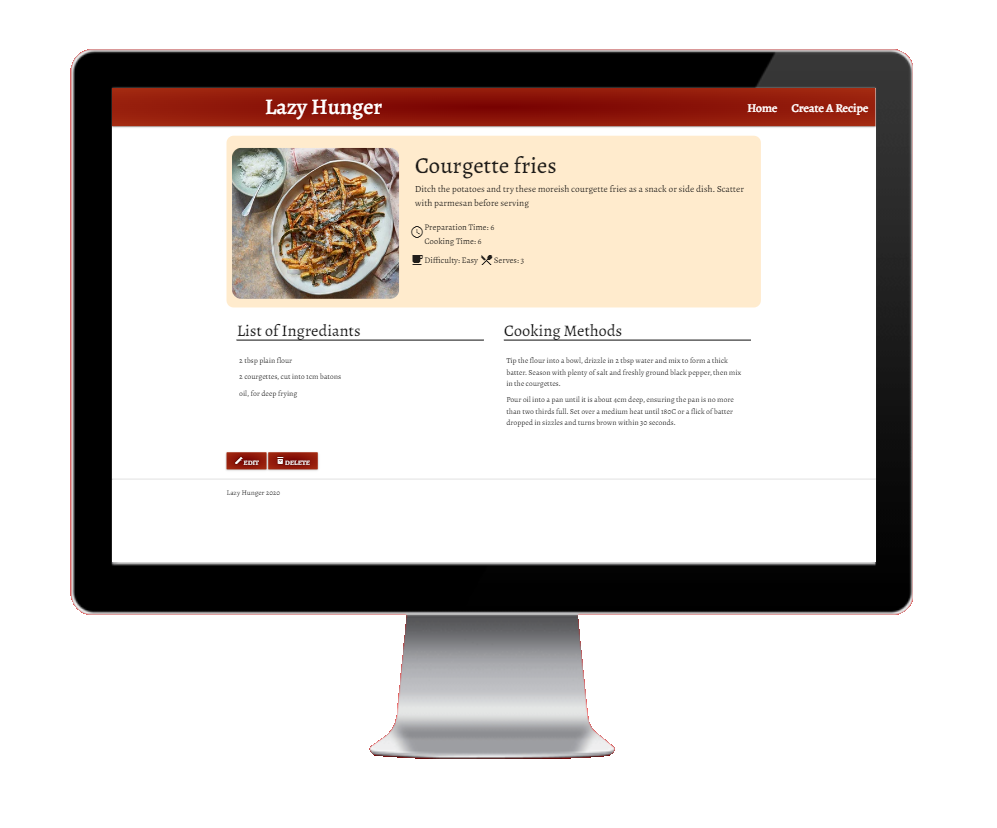 Lazy Hunger
Home Create A Recipe
Courgette fries
Ditch the potatoes and try these moreish courgette fries as a snack or side dish. Scatter
with parmesan before serving
Preparation Time: 6
Cooking Time: 6
Difficulty: Easy Serves: 3
List of Ingrediants
2 tbsp plain flour
2 courgettes, cut into 1cm batons
oil, for deep frying
Cooking Methods
Tip the flour into a bowl, drizzle in 2 tbsp water and mix to form a thick
batter. Season with plenty of salt and freshly ground black pepper, then mix
in the courgettes.
Pour oil into a pan until it is about 4cm deep, ensuring the pan is no more
than two thirds full. Set over a medium heat until 180C or a flick of batter
dropped in sizzles and turns brown within 30 seconds.
EDIT DELETE
Lazy Hunger 2020